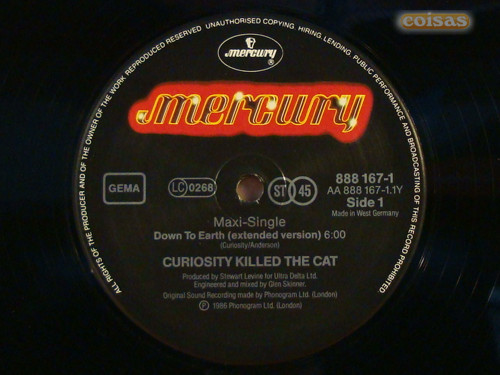 coisas
ALL RIGHTS OF THE PRODUCER AND OF THE OWNER OF THE WORK REPRODUCED RESERVED UNAUTHORISED COPYING, HIRING, LENDING, PUBLIC PERFORMANCE AND BROADCASTING OF THIS RECORD PROHIBITED
mercury
®
mercury
GEMA
LC 0268
ST 45
888 167-1
AA 888 167-1.1Y
Side 1
Made in West Germany
Maxi-Single
Down To Earth (extended version) 6:00
(Curiosity/Anderson)
CURIOSITY KILLED THE CAT
Produced by Stewart Levine for Ultra Delta Ltd.
Engineered and mixed by Glen Skinner.
Original Sound Recording made by Phonogram Ltd. (London)
Ⓟ 1986 Phonogram Ltd. (London)